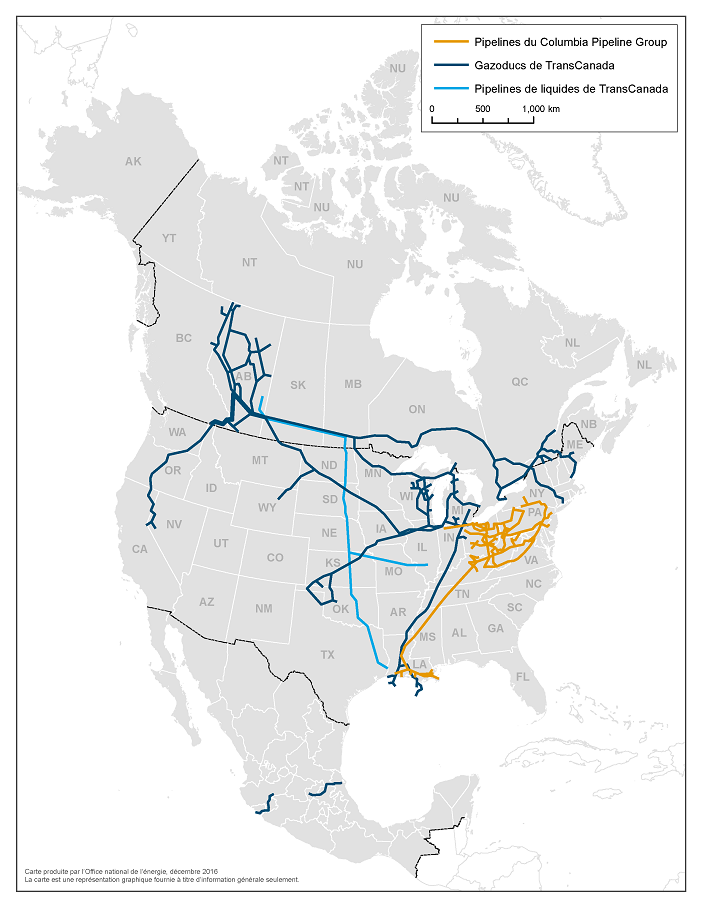 Pipelines du Columbia Pipeline Group
Gazoducs de TransCanada
Pipelines de liquides de TransCanada
0 500 1,000 km
NU
AK
NT
NT
NU
NU
YT
NT
NU
BC
AB
SK
MB
ON
QC
NL
NL
NB
ME
WA
MT
ND
MN
OR
ID
WY
SD
WI
MI
NY
PA
NV
NE
IA
IL
IN
CA
UT
CO
KS
MO
VA
NC
AZ
NM
OK
AR
TN
SC
MS
AL
GA
TX
LA
FL
Carte produite par l'Office national de l'énergie, décembre 2016
La carte est une représentation graphique fournie à titre d'information générale seulement.